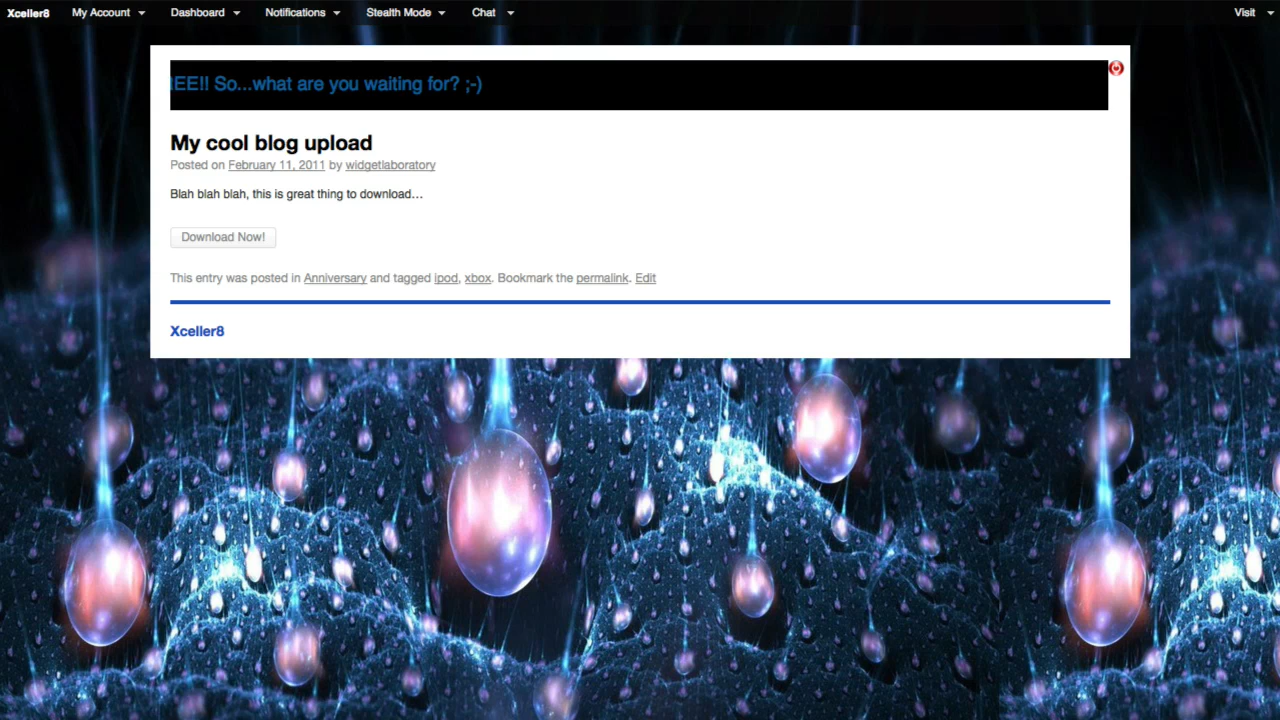 Xceller8 My Account Dashboard Notifications Stealth Mode Chat Visit
EE!! So...what are you waiting for? ;-)
My cool blog upload
Posted on February 11, 2011 by widgetlaboratory
Blah blah blah, this is great thing to download…
Download Now!
This entry was posted in Anniversary and tagged ipod, xbox. Bookmark the permalink. Edit
Xceller8